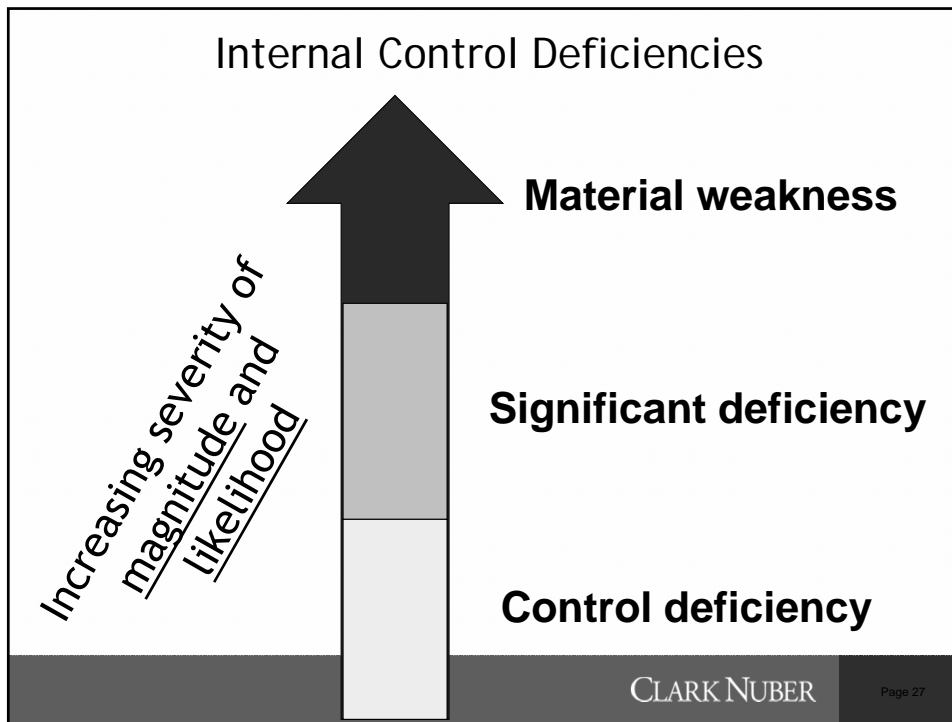 Internal Control Deficiencies
Material weakness
Increasing severity of
magnitude and
likelihood
Significant deficiency
Control deficiency
CLARK NUBER
Page 27